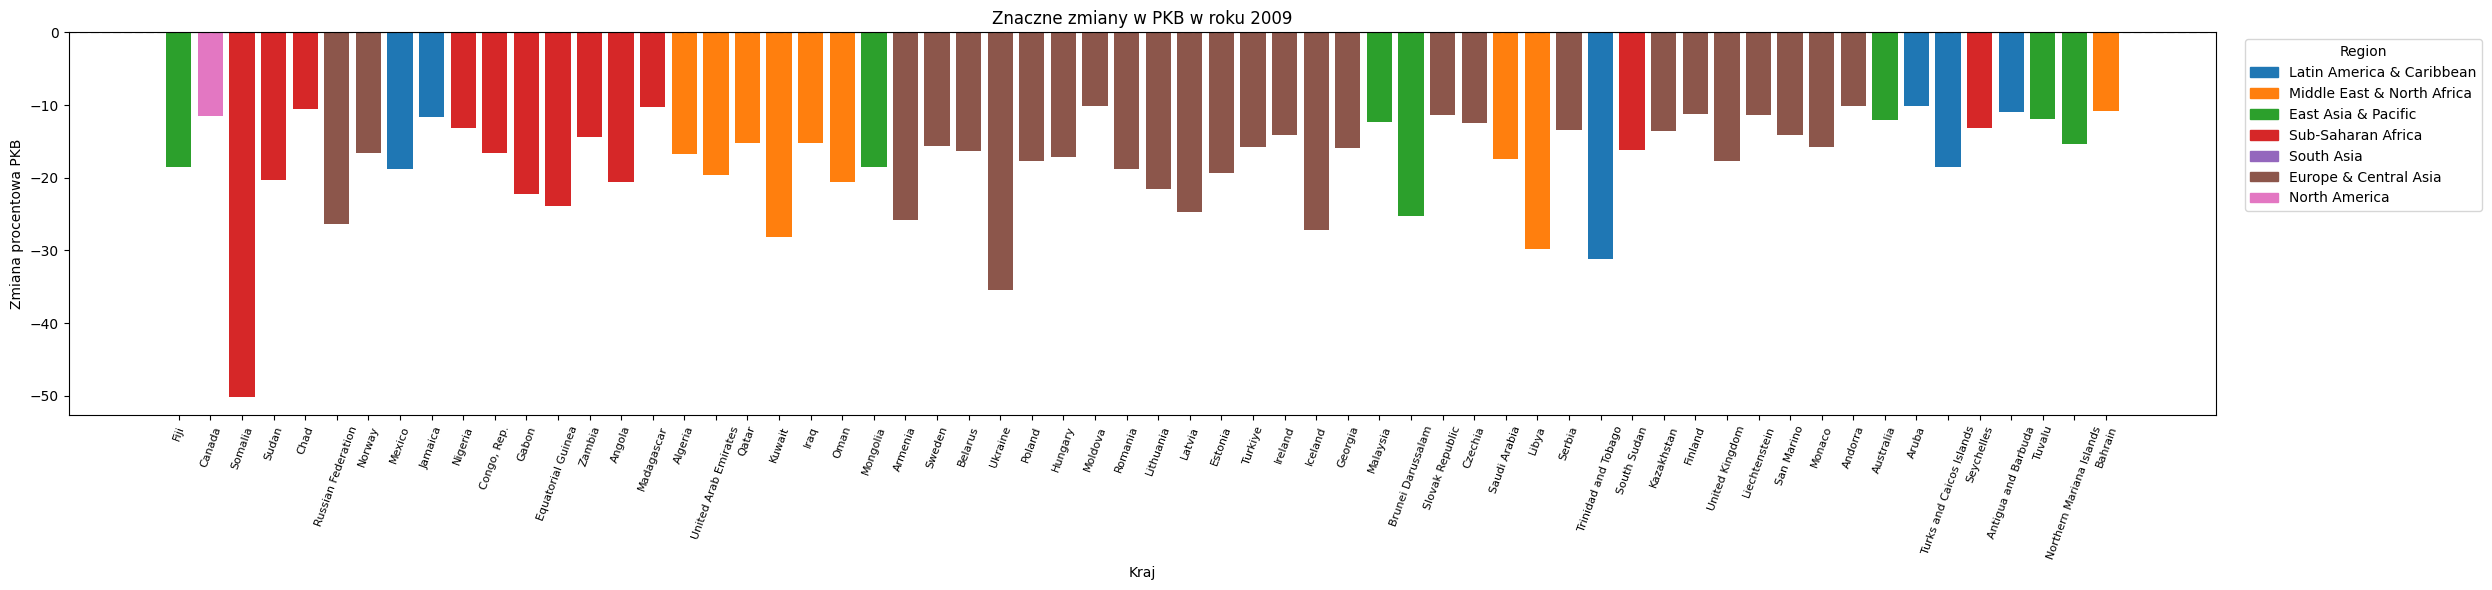 Znaczne zmiany w PKB w roku 2009
Zmiana procentowa PKB
0
−10
−20
−30
−40
−50
Fiji
Canada
Somalia
Sudan
Chad
Russian Federation
Norway
Mexico
Jamaica
Nigeria
Congo, Rep.
Gabon
Equatorial Guinea
Zambia
Angola
Madagascar
Algeria
United Arab Emirates
Qatar
Kuwait
Iraq
Oman
Mongolia
Armenia
Sweden
Belarus
Ukraine
Poland
Hungary
Moldova
Romania
Lithuania
Latvia
Estonia
Turkiye
Ireland
Iceland
Georgia
Malaysia
Brunei Darussalam
Slovak Republic
Czechia
Saudi Arabia
Libya
Serbia
Trinidad and Tobago
South Sudan
Kazakhstan
Finland
United Kingdom
Liechtenstein
San Marino
Monaco
Andorra
Australia
Aruba
Turks and Caicos Islands
Seychelles
Antigua and Barbuda
Tuvalu
Northern Mariana Islands
Bahrain
Kraj
Region
Latin America & Caribbean
Middle East & North Africa
East Asia & Pacific
Sub-Saharan Africa
South Asia
Europe & Central Asia
North America